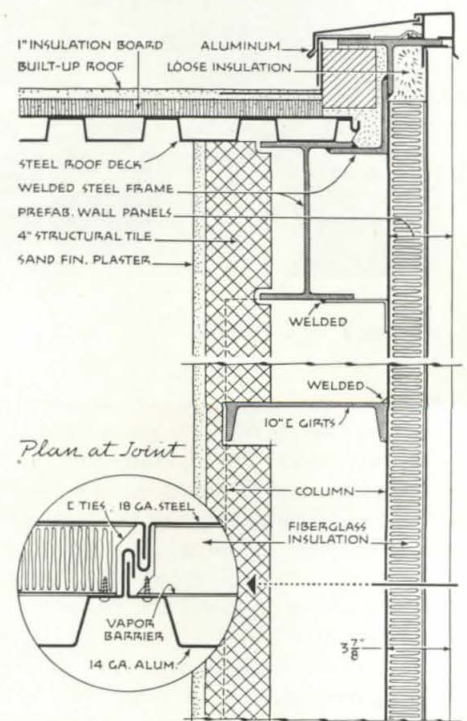 1" INSULATION BOARD
BUILT-UP ROOF
ALUMINUM
LOOSE INSULATION
STEEL ROOF DECK
WELDED STEEL FRAME
PREFAB. WALL PANELS
4" STRUCTURAL TILE
SAND FIN. PLASTER
WELDED
WELDED
10" [ GIRTS
Plan at Joint
[ TIES
18 GA. STEEL
COLUMN
FIBERGLASS
INSULATION
VAPOR
BARRIER
14 GA. ALUM.
3 7/8"